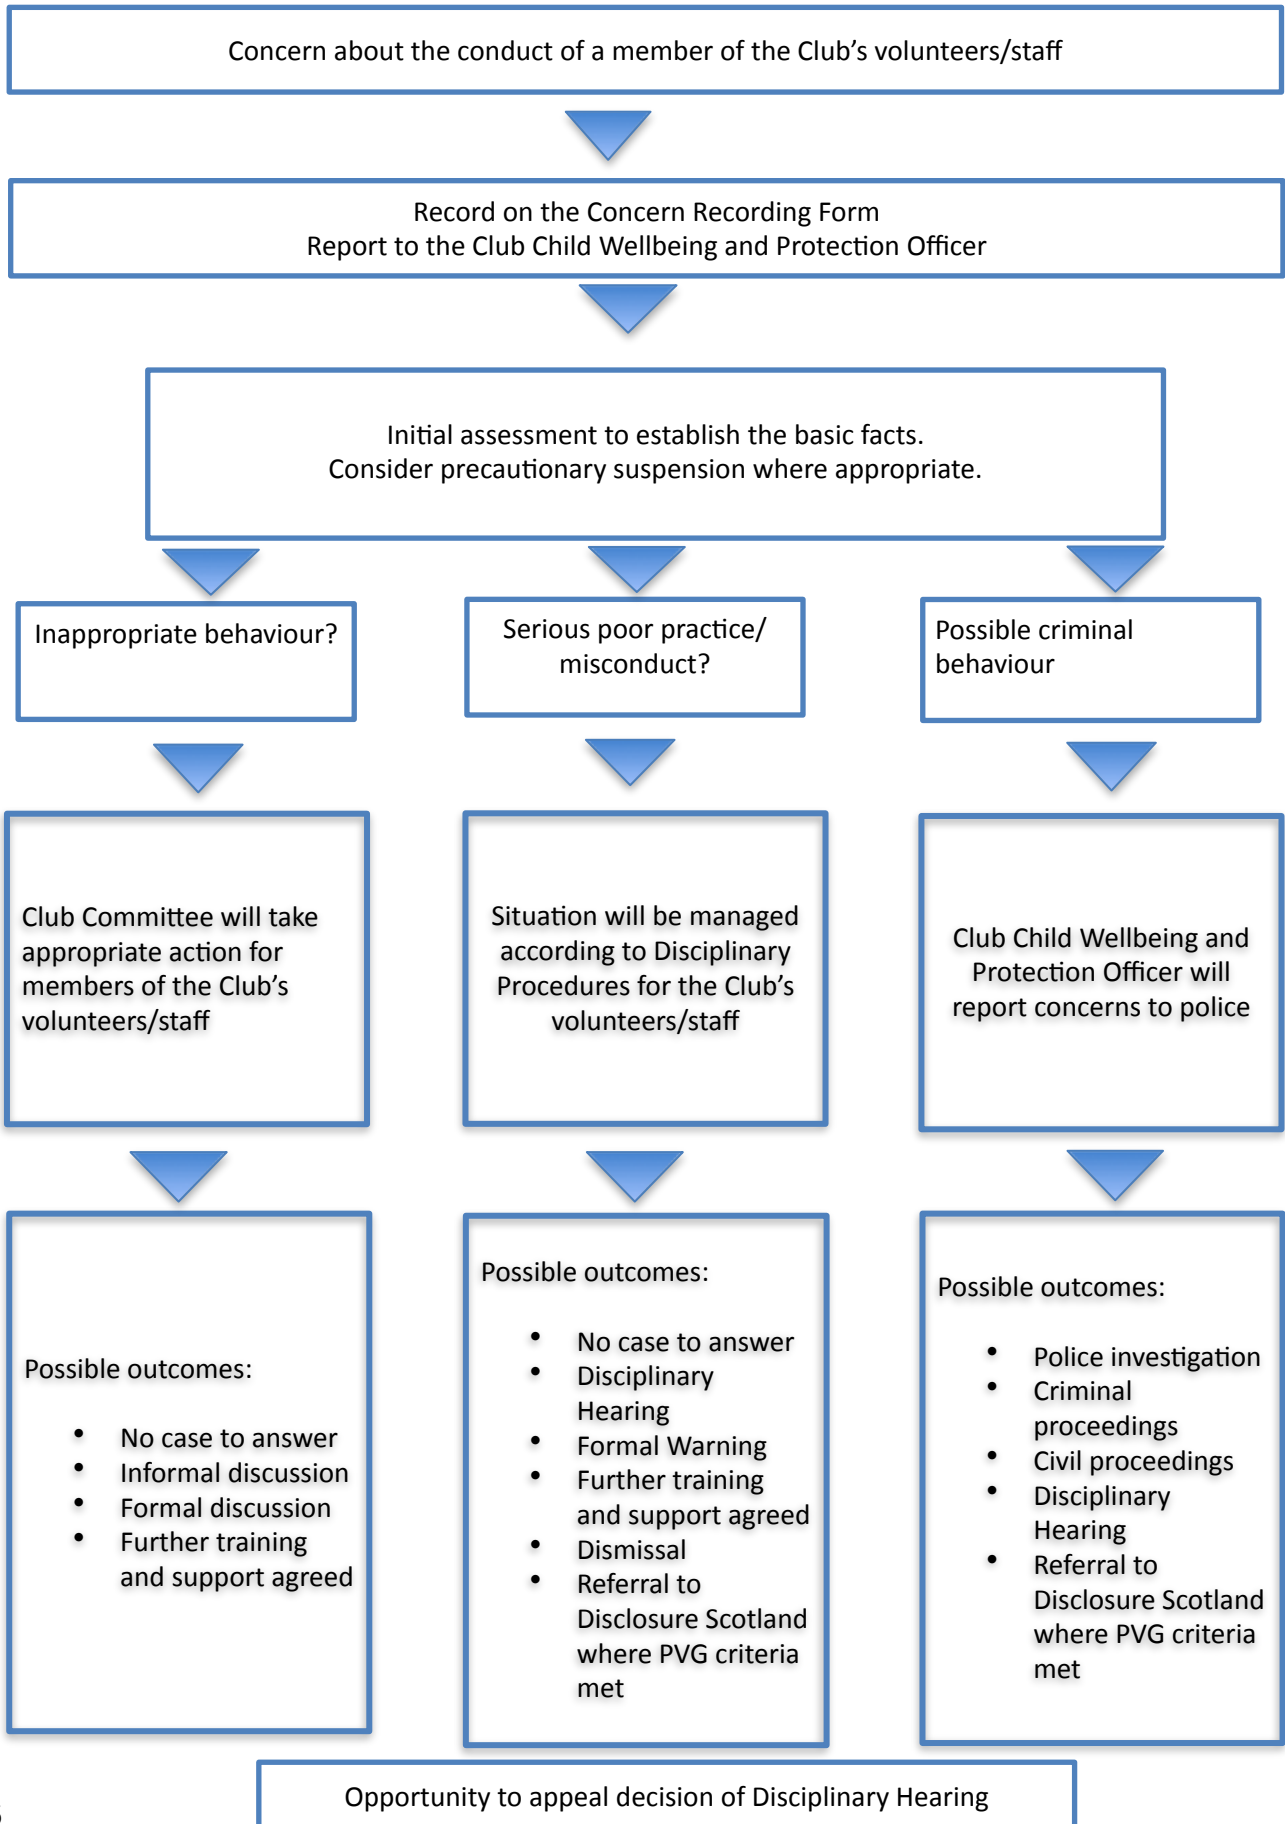 Concern about the conduct of a member of the Club's volunteers/staff
Record on the Concern Recording Form
Report to the Club Child Wellbeing and Protection Officer
Initial assessment to establish the basic facts.
Consider precautionary suspension where appropriate.
Inappropriate behaviour?
Serious poor practice/
misconduct?
Possible criminal
behaviour
Club Committee will take
appropriate action for
members of the Club's
volunteers/staff
Situation will be managed
according to Disciplinary
Procedures for the Club's
volunteers/staff
Club Child Wellbeing and
Protection Officer will
report concerns to police
Possible outcomes:
• No case to answer
• Informal discussion
• Formal discussion
• Further training
and support agreed
Possible outcomes:
• No case to answer
• Disciplinary
Hearing
• Formal Warning
• Further training
and support agreed
• Dismissal
• Referral to
Disclosure Scotland
where PVG criteria
met
Possible outcomes:
• Police investigation
• Criminal
proceedings
• Civil proceedings
• Disciplinary
Hearing
• Referral to
Disclosure Scotland
where PVG criteria
met
Opportunity to appeal decision of Disciplinary Hearing